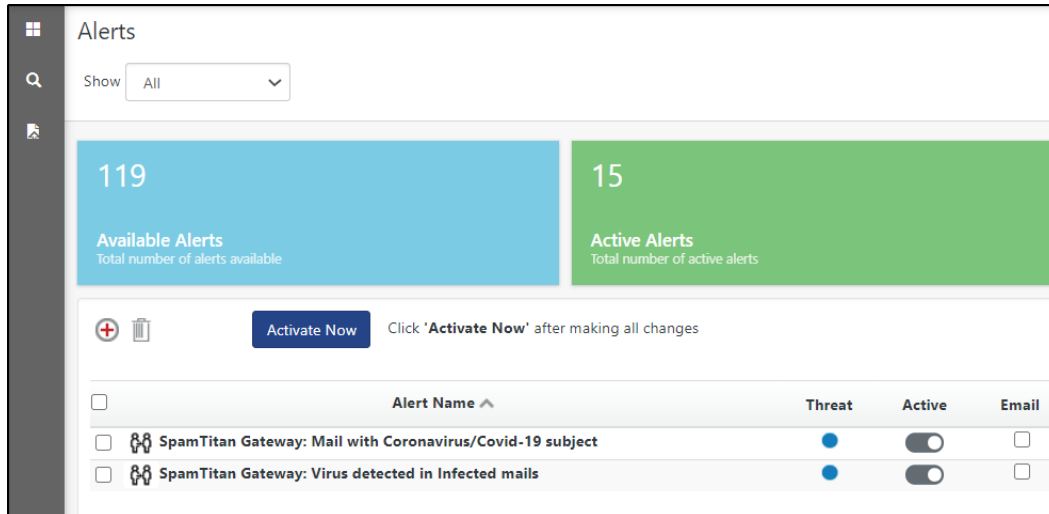 Alerts
Show All
119
Available Alerts
Total number of alerts available
15
Active Alerts
Total number of active alerts
Activate Now Click 'Activate Now' after making all changes
Alert Name Threat Active Email
SpamTitan Gateway: Mail with Coronavirus/Covid-19 subject
SpamTitan Gateway: Virus detected in Infected mails